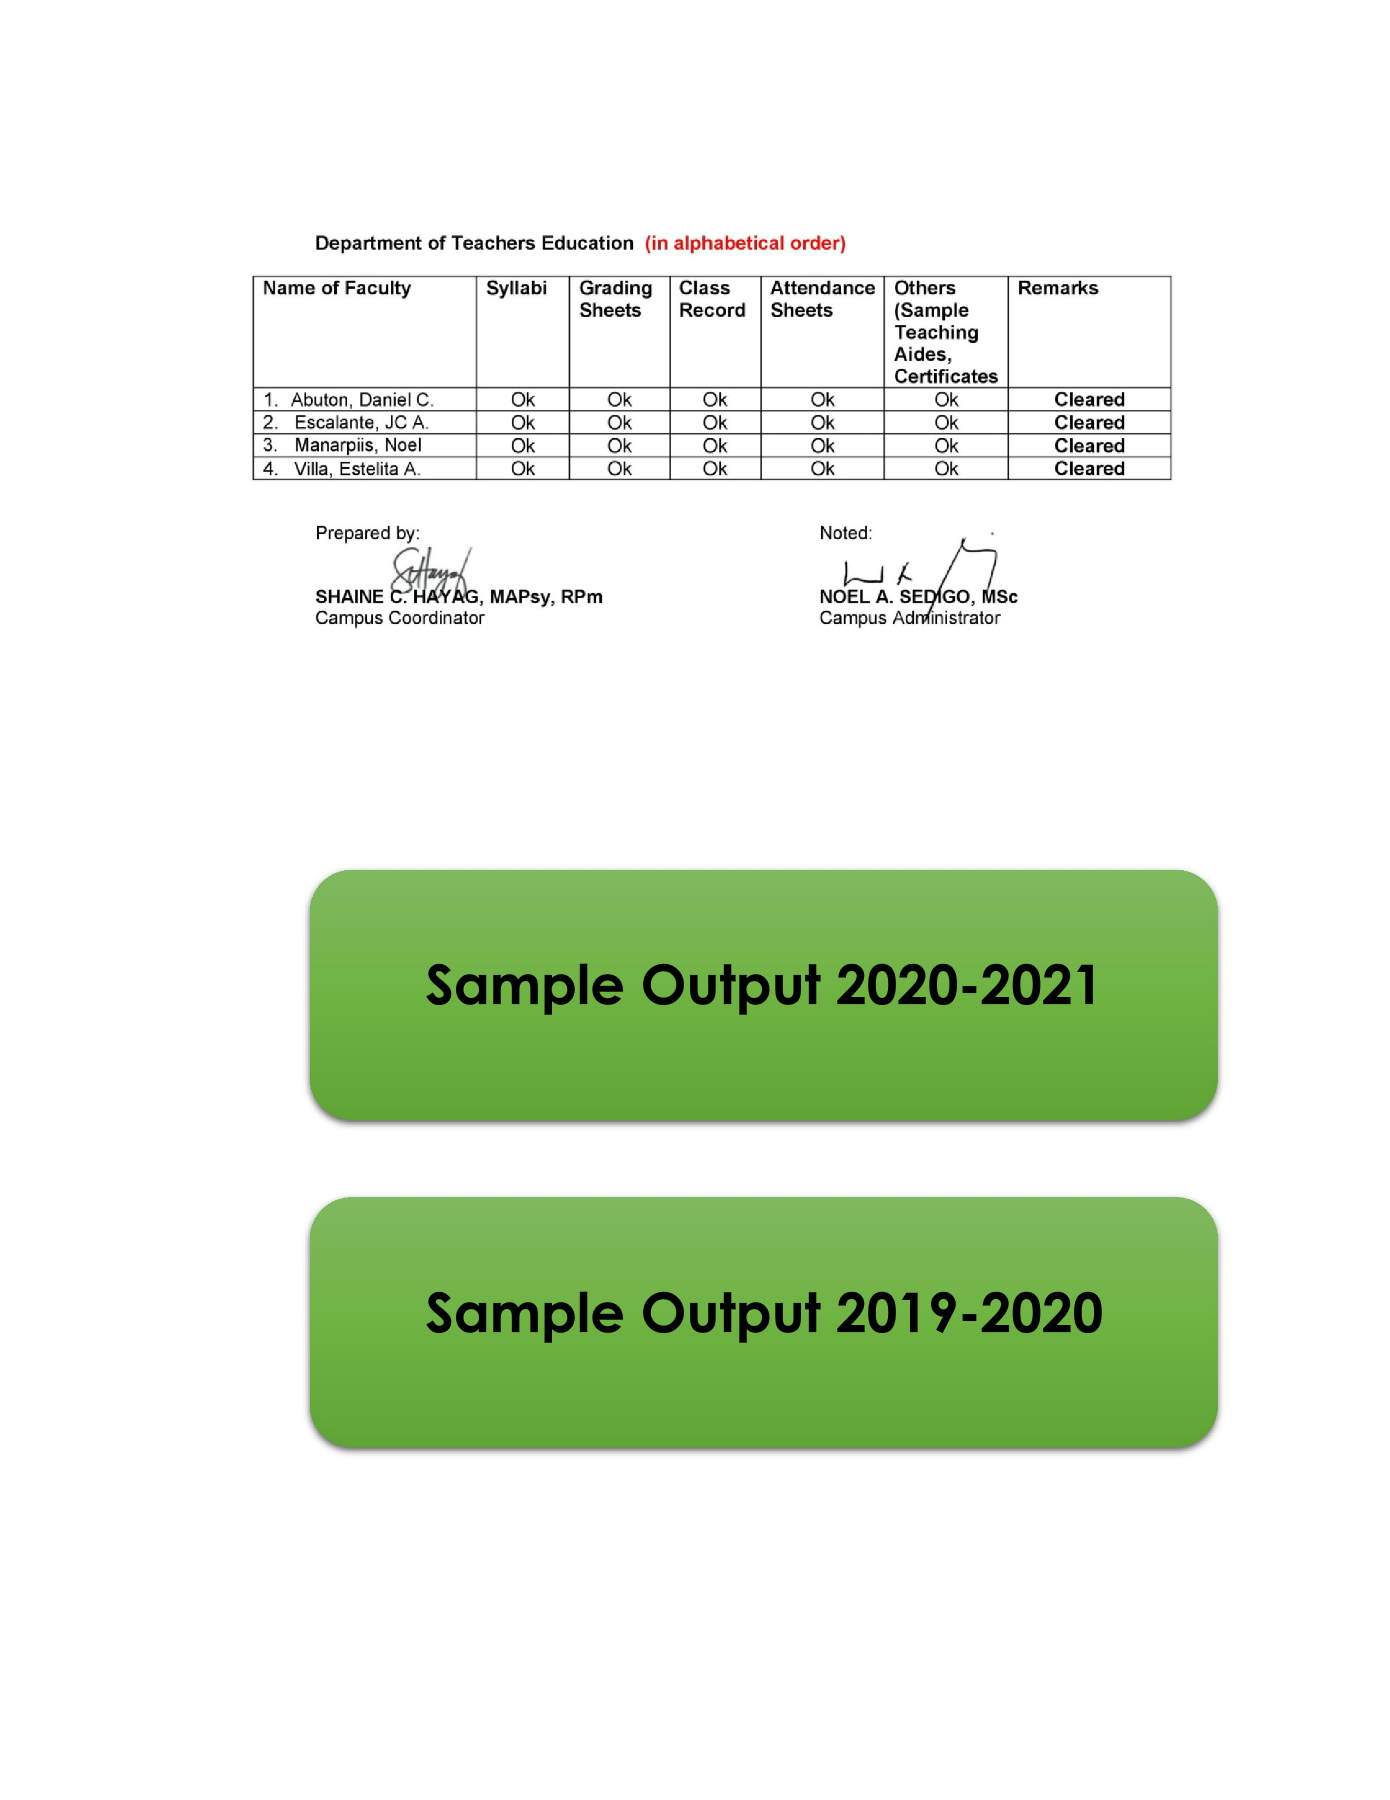 Department of Teachers Education (in alphabetical order)
Name of Faculty Syllabi Grading Sheets Class Record Attendance Sheets Others (Sample Teaching Aides, Certificates Remarks
1. Abuton, Daniel C. Ok Ok Ok Ok Ok Cleared
2. Escalante, JC A. Ok Ok Ok Ok Ok Cleared
3. Manarpiis, Noel Ok Ok Ok Ok Ok Cleared
4. Villa, Estelita A. Ok Ok Ok Ok Ok Cleared
Prepared by: Noted:
SHAINE C. HAYAG, MAPsy, RPm NOEL A. SEDIGO, MSc
Campus Coordinator Campus Administrator
Sample Output 2020-2021
Sample Output 2019-2020